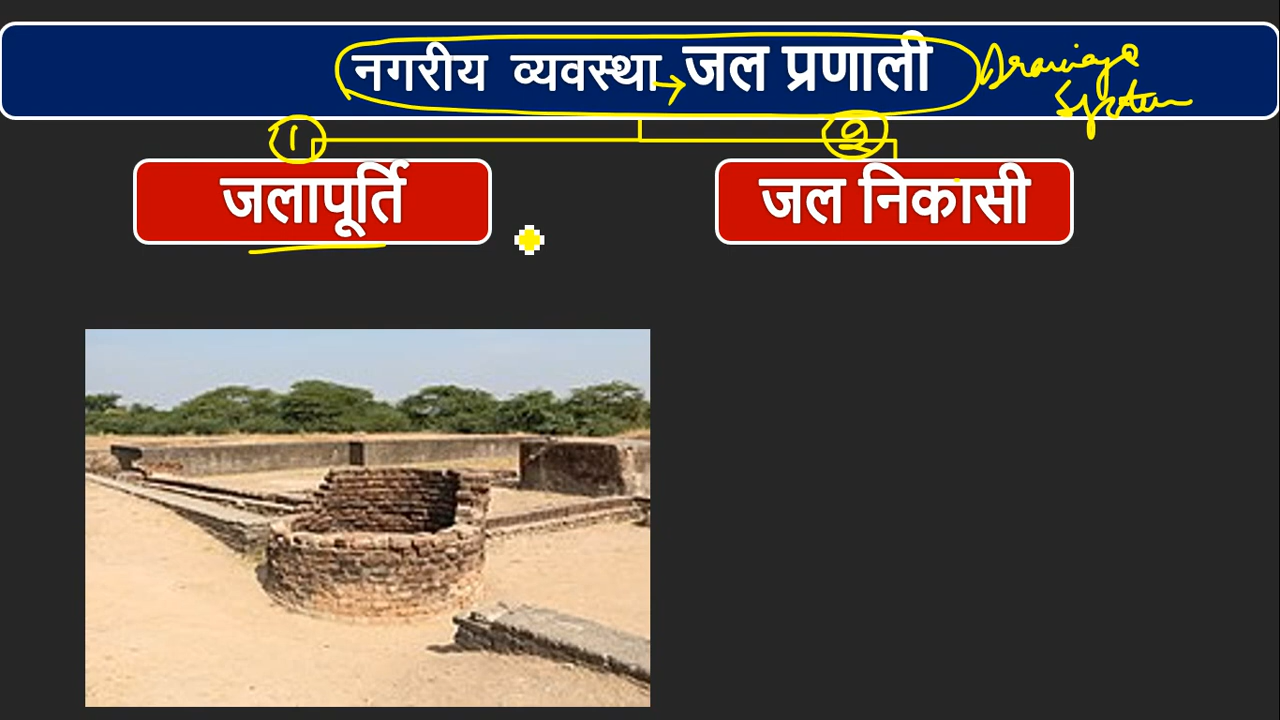 नगरीय व्यवस्था→जल प्रणाली Drainage
System
1 2
जलापूर्ति जल निकासी